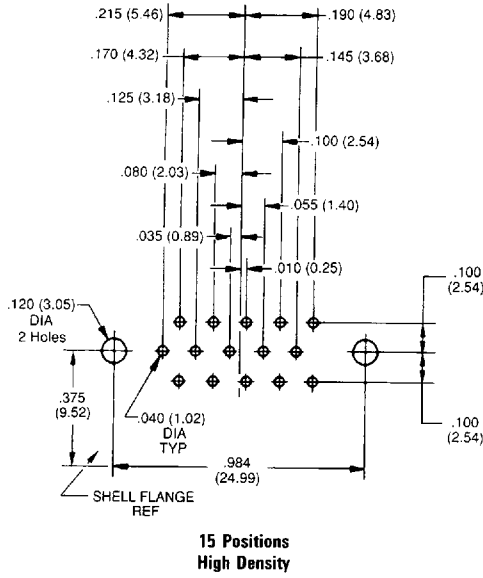 .215 (5.46)
.190 (4.83)
.170 (4.32)
.145 (3.68)
.125 (3.18)
.100 (2.54)
.080 (2.03)
.055 (1.40)
.035 (0.89)
.010 (0.25)
.100
(2.54)
.120 (3.05)
DIA
2 Holes
.375
(9.52)
.040 (1.02)
DIA
TYP
.100
(2.54)
.984
(24.99)
SHELL FLANGE
REF
15 Positions
High Density